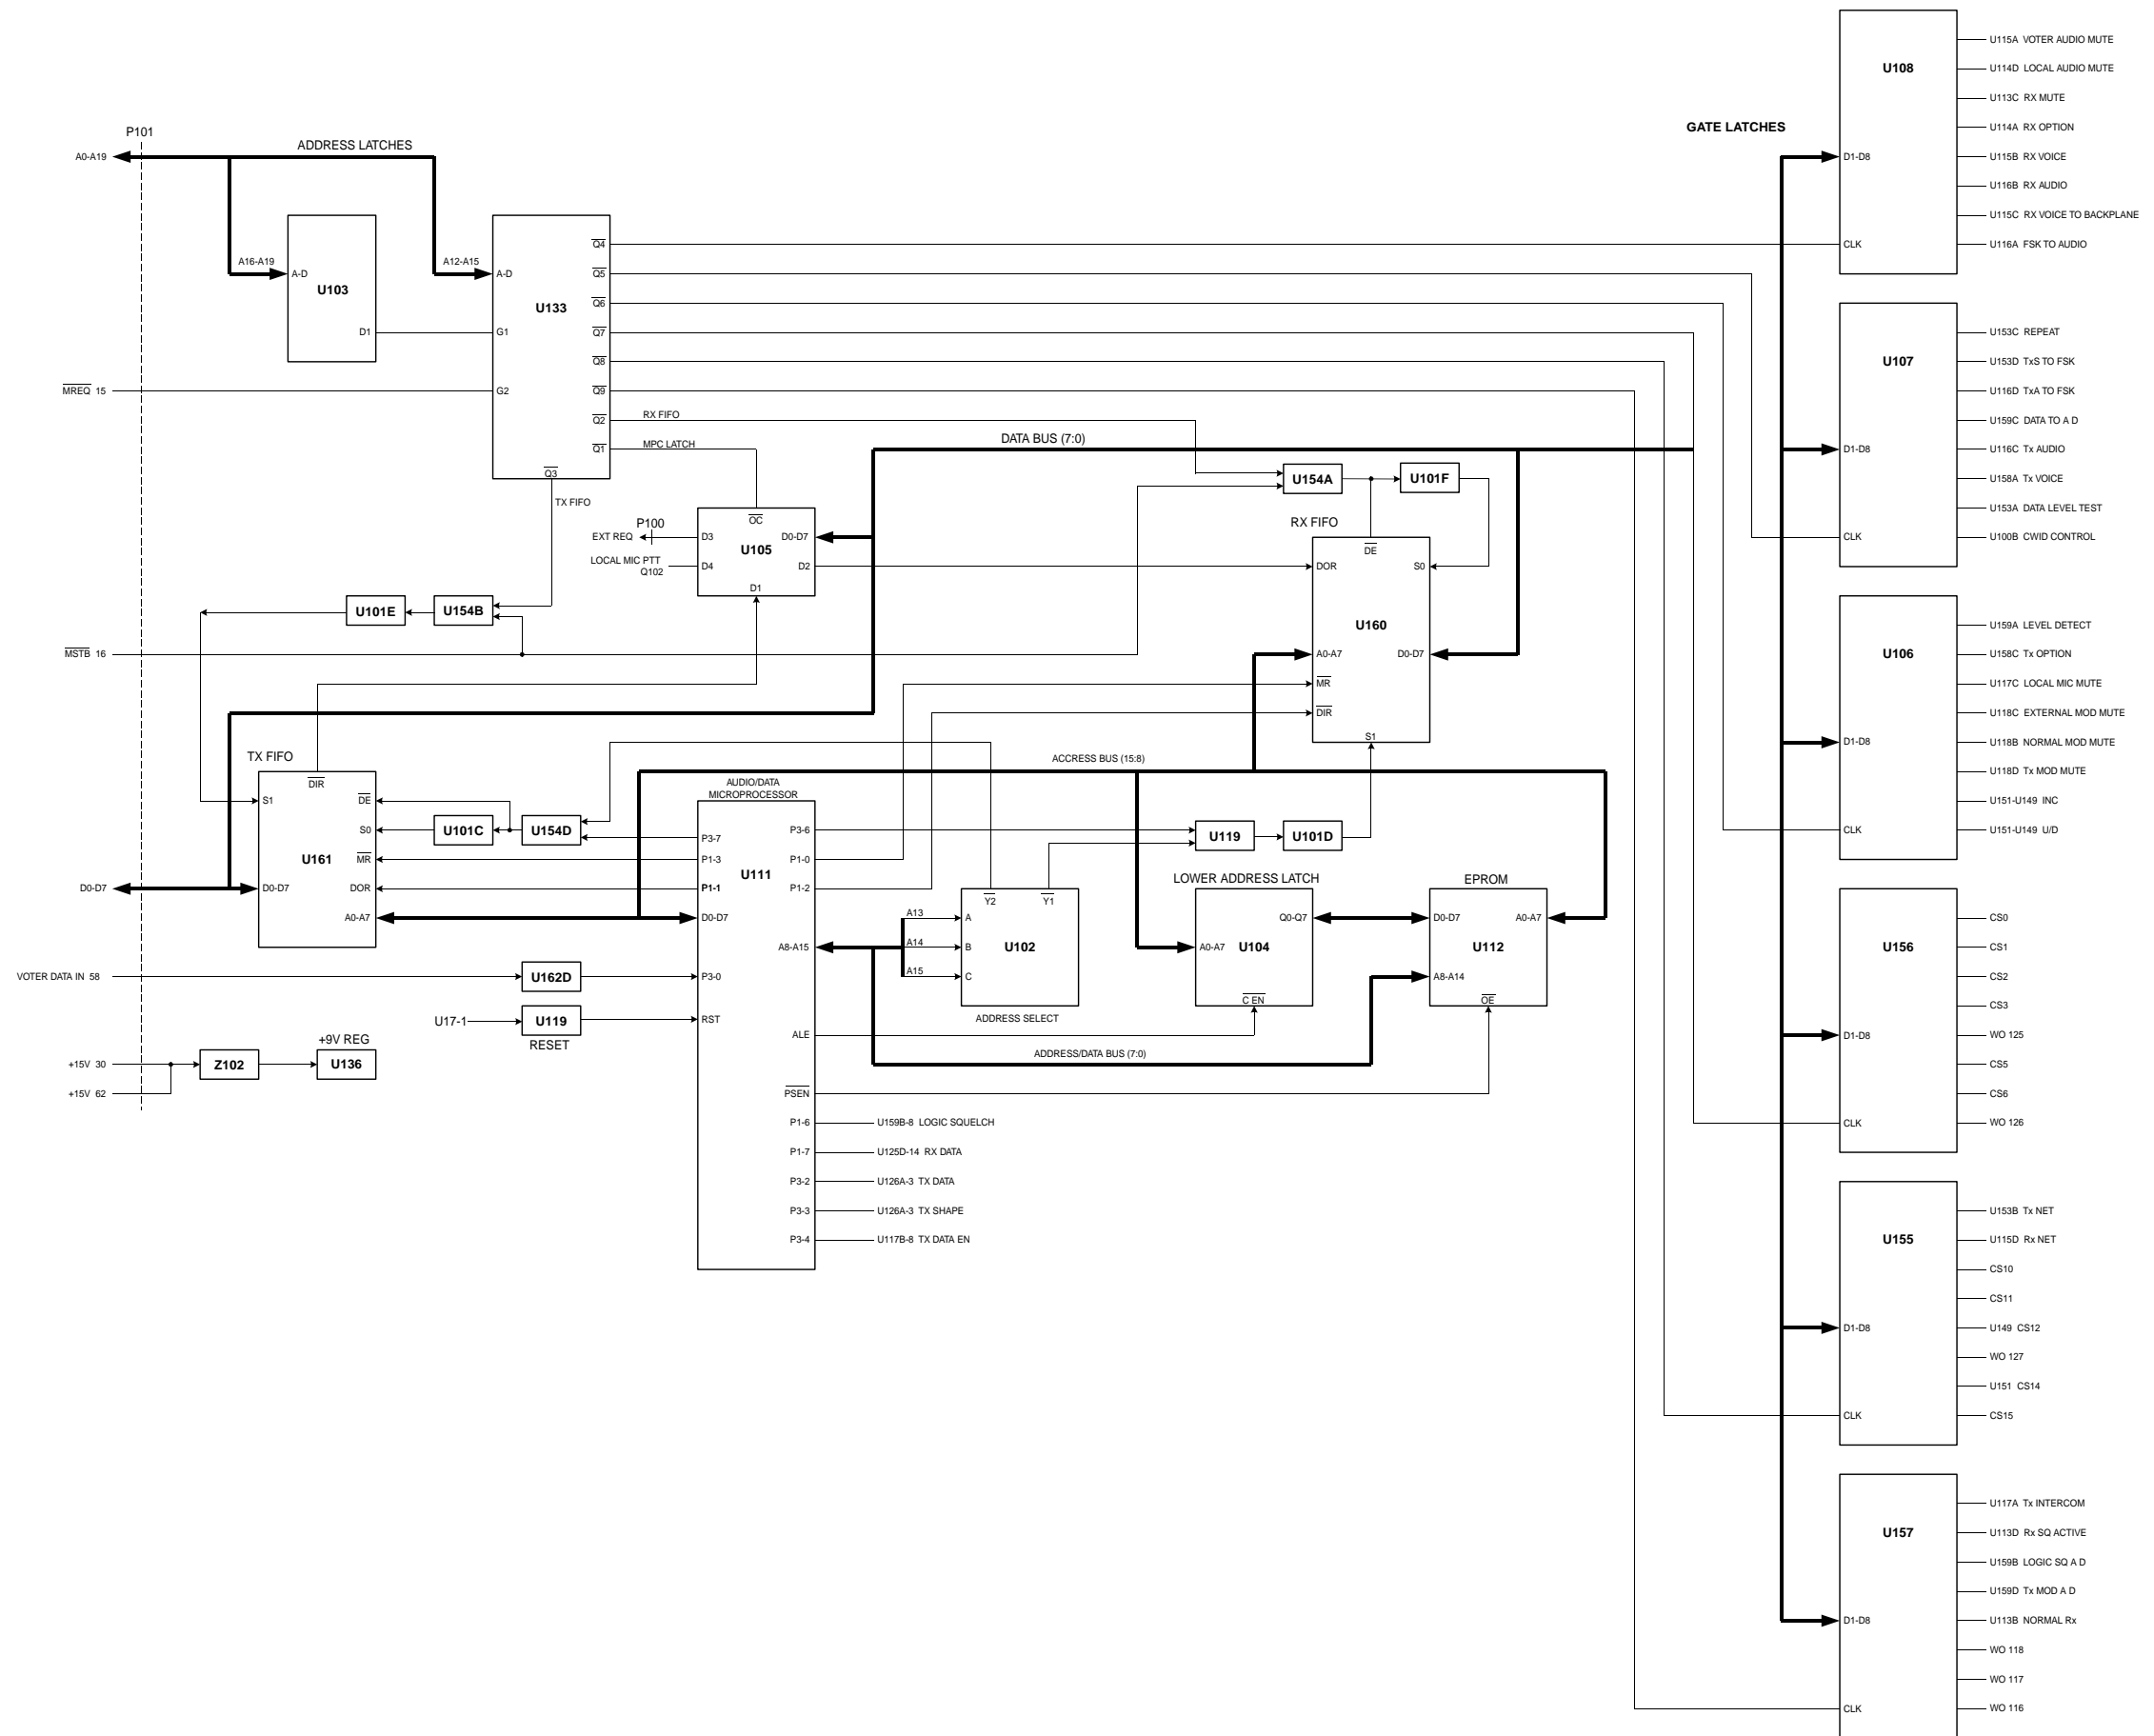 P101
ADDRESS LATCHES
A0-A19
A16-A19
A-D
U103
D1
A12-A15
A-D
U133
G1
G2
Q4
Q5
Q6
Q7
Q8
Q9
Q2
Q1
Q3
MREQ 15
RX FIFO
MPC LATCH
TX FIFO
DATA BUS (7:0)
P100
EXT REQ
LOCAL MIC PTT
Q102
OC
D3
D4
U105
D0-D7
D2
D1
U154A
U101F
RX FIFO
DE
DOR
S0
U160
A0-A7
D0-D7
MR
DIR
S1
U101E
U154B
MSTB 16
TX FIFO
DIR
S1
DE
S0
U161
MR
D0-D7
DOR
A0-A7
U101C
U154D
D0-D7
ACCRESS BUS (15:8)
AUDIO/DATA
MICROPROCESSOR
P3-7
P1-3
P1-1
D0-D7
P3-0
RST
U111
P3-6
P1-0
P1-2
A8-A15
ALE
PSEN
P1-6
P1-7
P3-2
P3-3
P3-4
U119
U101D
A13
A14
A15
Y2
Y1
A
B
C
U102
ADDRESS SELECT
LOWER ADDRESS LATCH
Q0-Q7
A0-A7
U104
C EN
EPROM
D0-D7
A0-A7
U112
A8-A14
OE
VOTER DATA IN 58
U162D
U17-1
U119
RESET
+9V REG
+15V 30
Z102
U136
+15V 62
ADDRESS/DATA BUS (7:0)
U159B-8 LOGIC SQUELCH
U125D-14 RX DATA
U126A-3 TX DATA
U126A-3 TX SHAPE
U117B-8 TX DATA EN
GATE LATCHES
U108
D1-D8
CLK
U115A VOTER AUDIO MUTE
U114D LOCAL AUDIO MUTE
U113C RX MUTE
U114A RX OPTION
U115B RX VOICE
U116B RX AUDIO
U115C RX VOICE TO BACKPLANE
U116A FSK TO AUDIO
U107
D1-D8
CLK
U153C REPEAT
U153D TxS TO FSK
U116D TxA TO FSK
U159C DATA TO A D
U116C Tx AUDIO
U158A Tx VOICE
U153A DATA LEVEL TEST
U100B CWID CONTROL
U106
D1-D8
CLK
U159A LEVEL DETECT
U158C Tx OPTION
U117C LOCAL MIC MUTE
U118C EXTERNAL MOD MUTE
U118B NORMAL MOD MUTE
U118D Tx MOD MUTE
U151-U149 INC
U151-U149 U/D
U156
D1-D8
CLK
CS0
CS1
CS2
CS3
WO 125
CS5
CS6
WO 126
U155
D1-D8
CLK
U153B Tx NET
U115D Rx NET
CS10
CS11
U149 CS12
WO 127
U151 CS14
CS15
U157
D1-D8
CLK
U117A Tx INTERCOM
U113D Rx SQ ACTIVE
U159B LOGIC SQ A D
U159D Tx MOD A D
U113B NORMAL Rx
WO 118
WO 117
WO 116